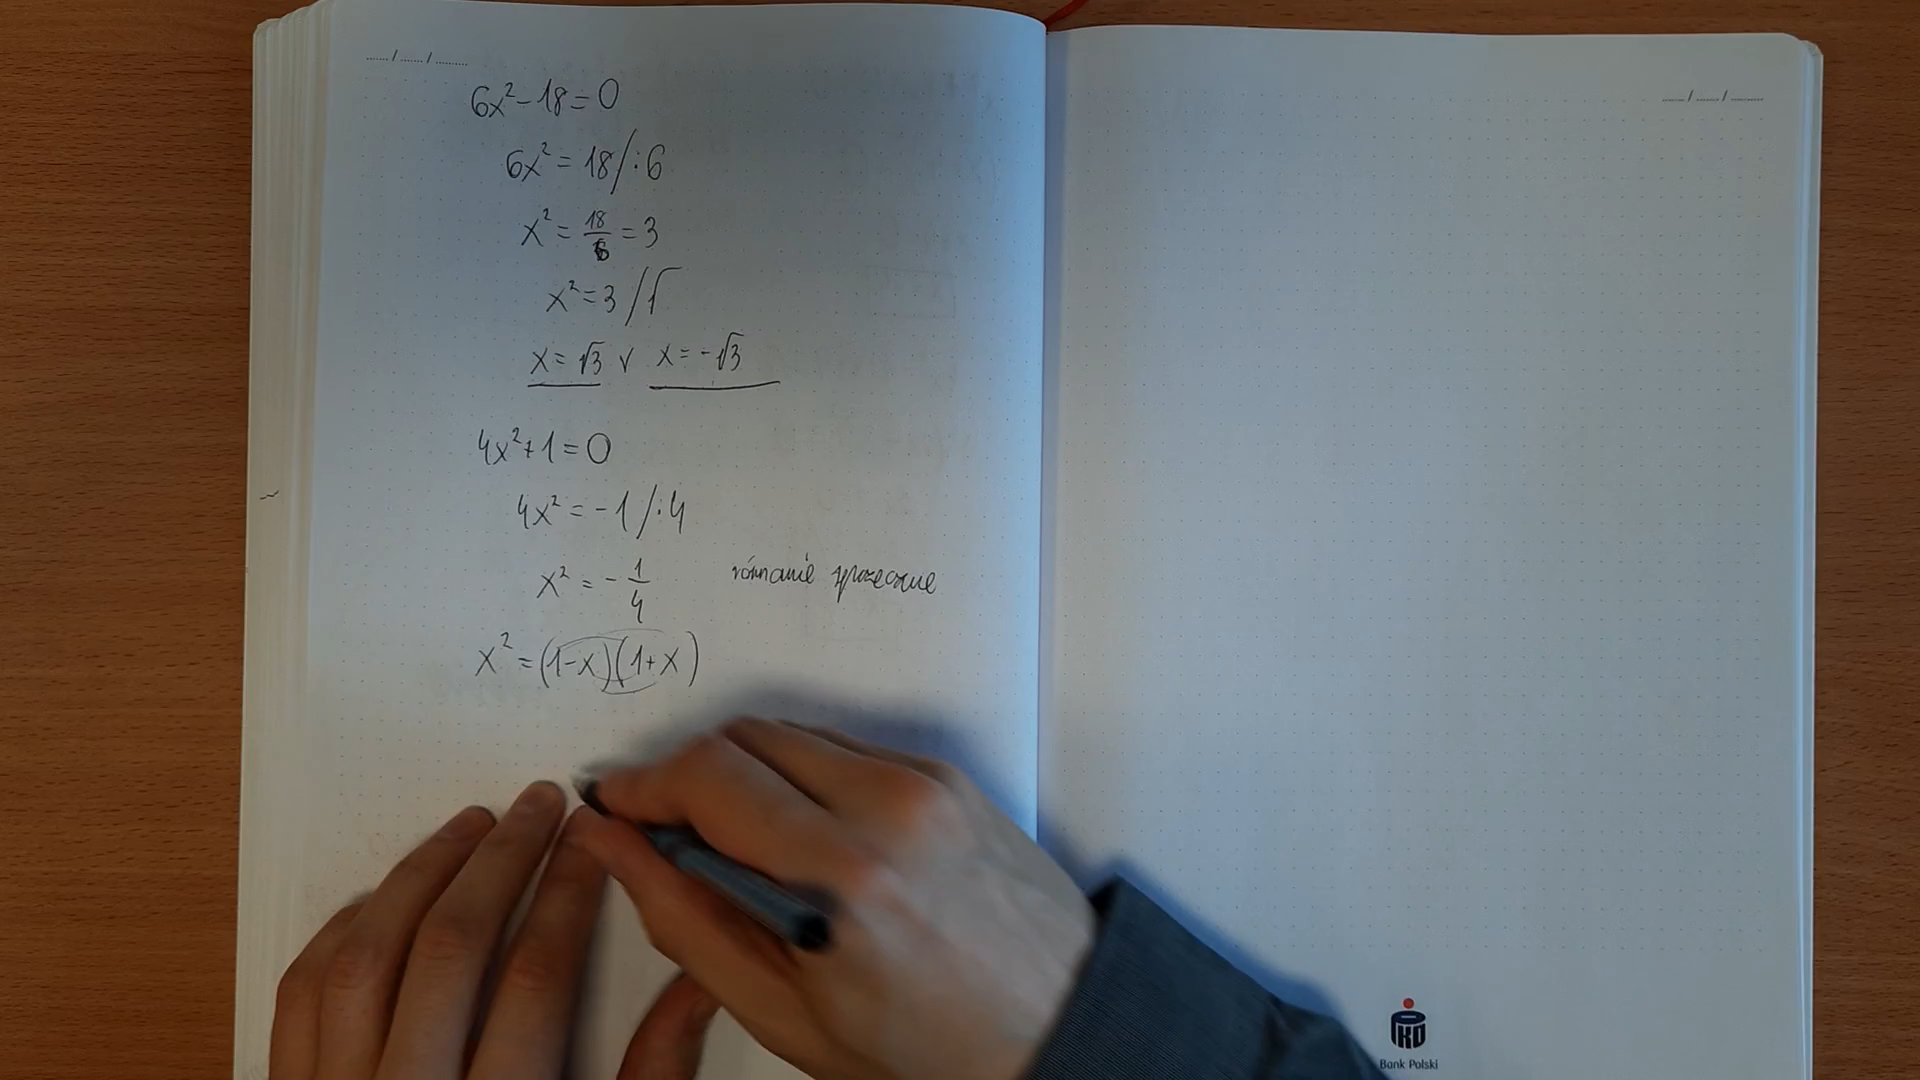 ...... / ...... / .........
6x² - 18 = 0
6x² = 18 / : 6
x² = 18/6 = 3
x² = 3 / √
x = √3 ∨ x = -√3
4x² + 1 = 0
4x² = -1 / : 4
x² = - 1/4 równanie sprzeczne
x² = (1-x)(1+x)
...... / ...... / .........
PKO
Bank Polski